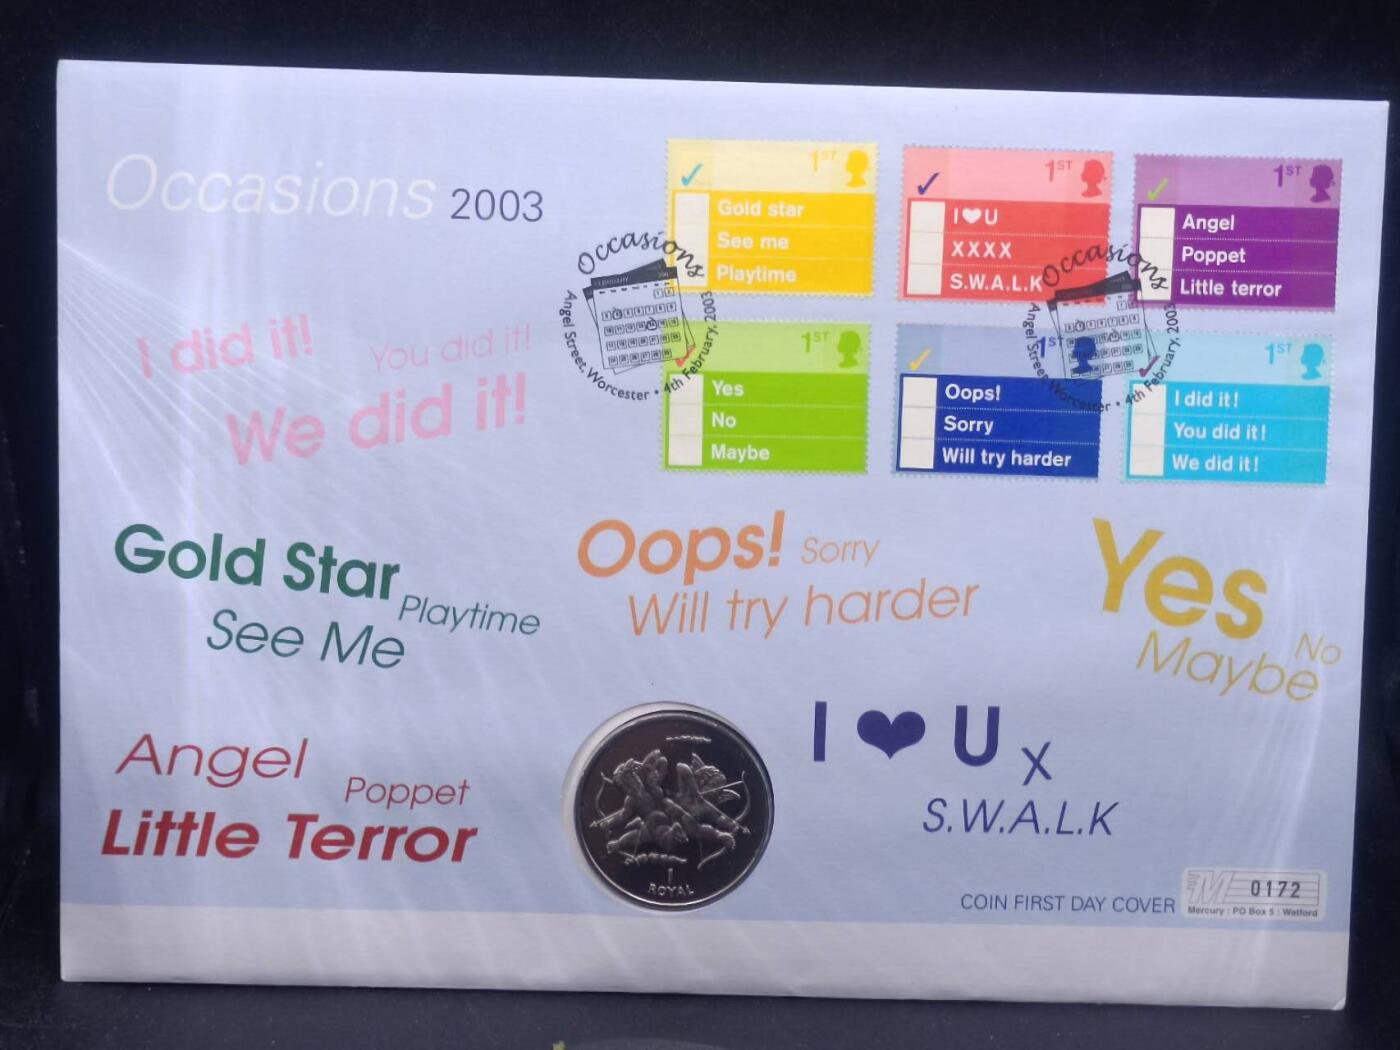 Occasions 2003
1ST
Gold star
See me
Playtime
1ST
I♥U
XXXX
S.W.A.L.K
1ST
Angel
Poppet
Little terror
Occasions
Angel Street, Worcester • 4th February, 2003
Occasions
Angel Street, Worcester • 4th February, 2003
1ST
Yes
No
Maybe
1ST
Oops!
Sorry
Will try harder
1ST
I did it!
You did it!
We did it!
I did it! You did it!
We did it!
Gold Star
Playtime
See Me
Oops! Sorry
Will try harder
Yes
No
Maybe
Angel
Poppet
Little Terror
1
ROYAL
I ♥ U X
S.W.A.L.K
COIN FIRST DAY COVER
M 0172
Mercury : PO Box 5 : Watford